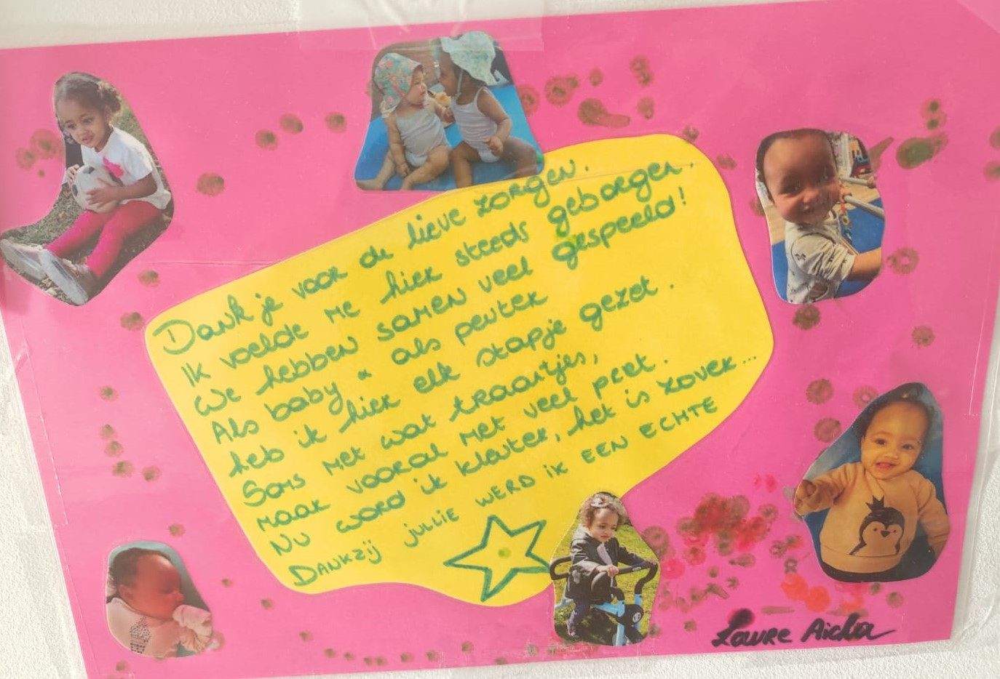 Dank je voor de lieve zorgen.
Ik voelde me hier steeds geborgen.
We hebben samen veel gespeeld!
Als baby & als peuter
heb ik hier elk stapje gezet.
Soms met wat traantjes,
maar vooral met veel pret.
Nu word ik kleuter, het is zover...
DANKZIJ JULLIE WERD IK EEN ECHTE
Laure Aicha